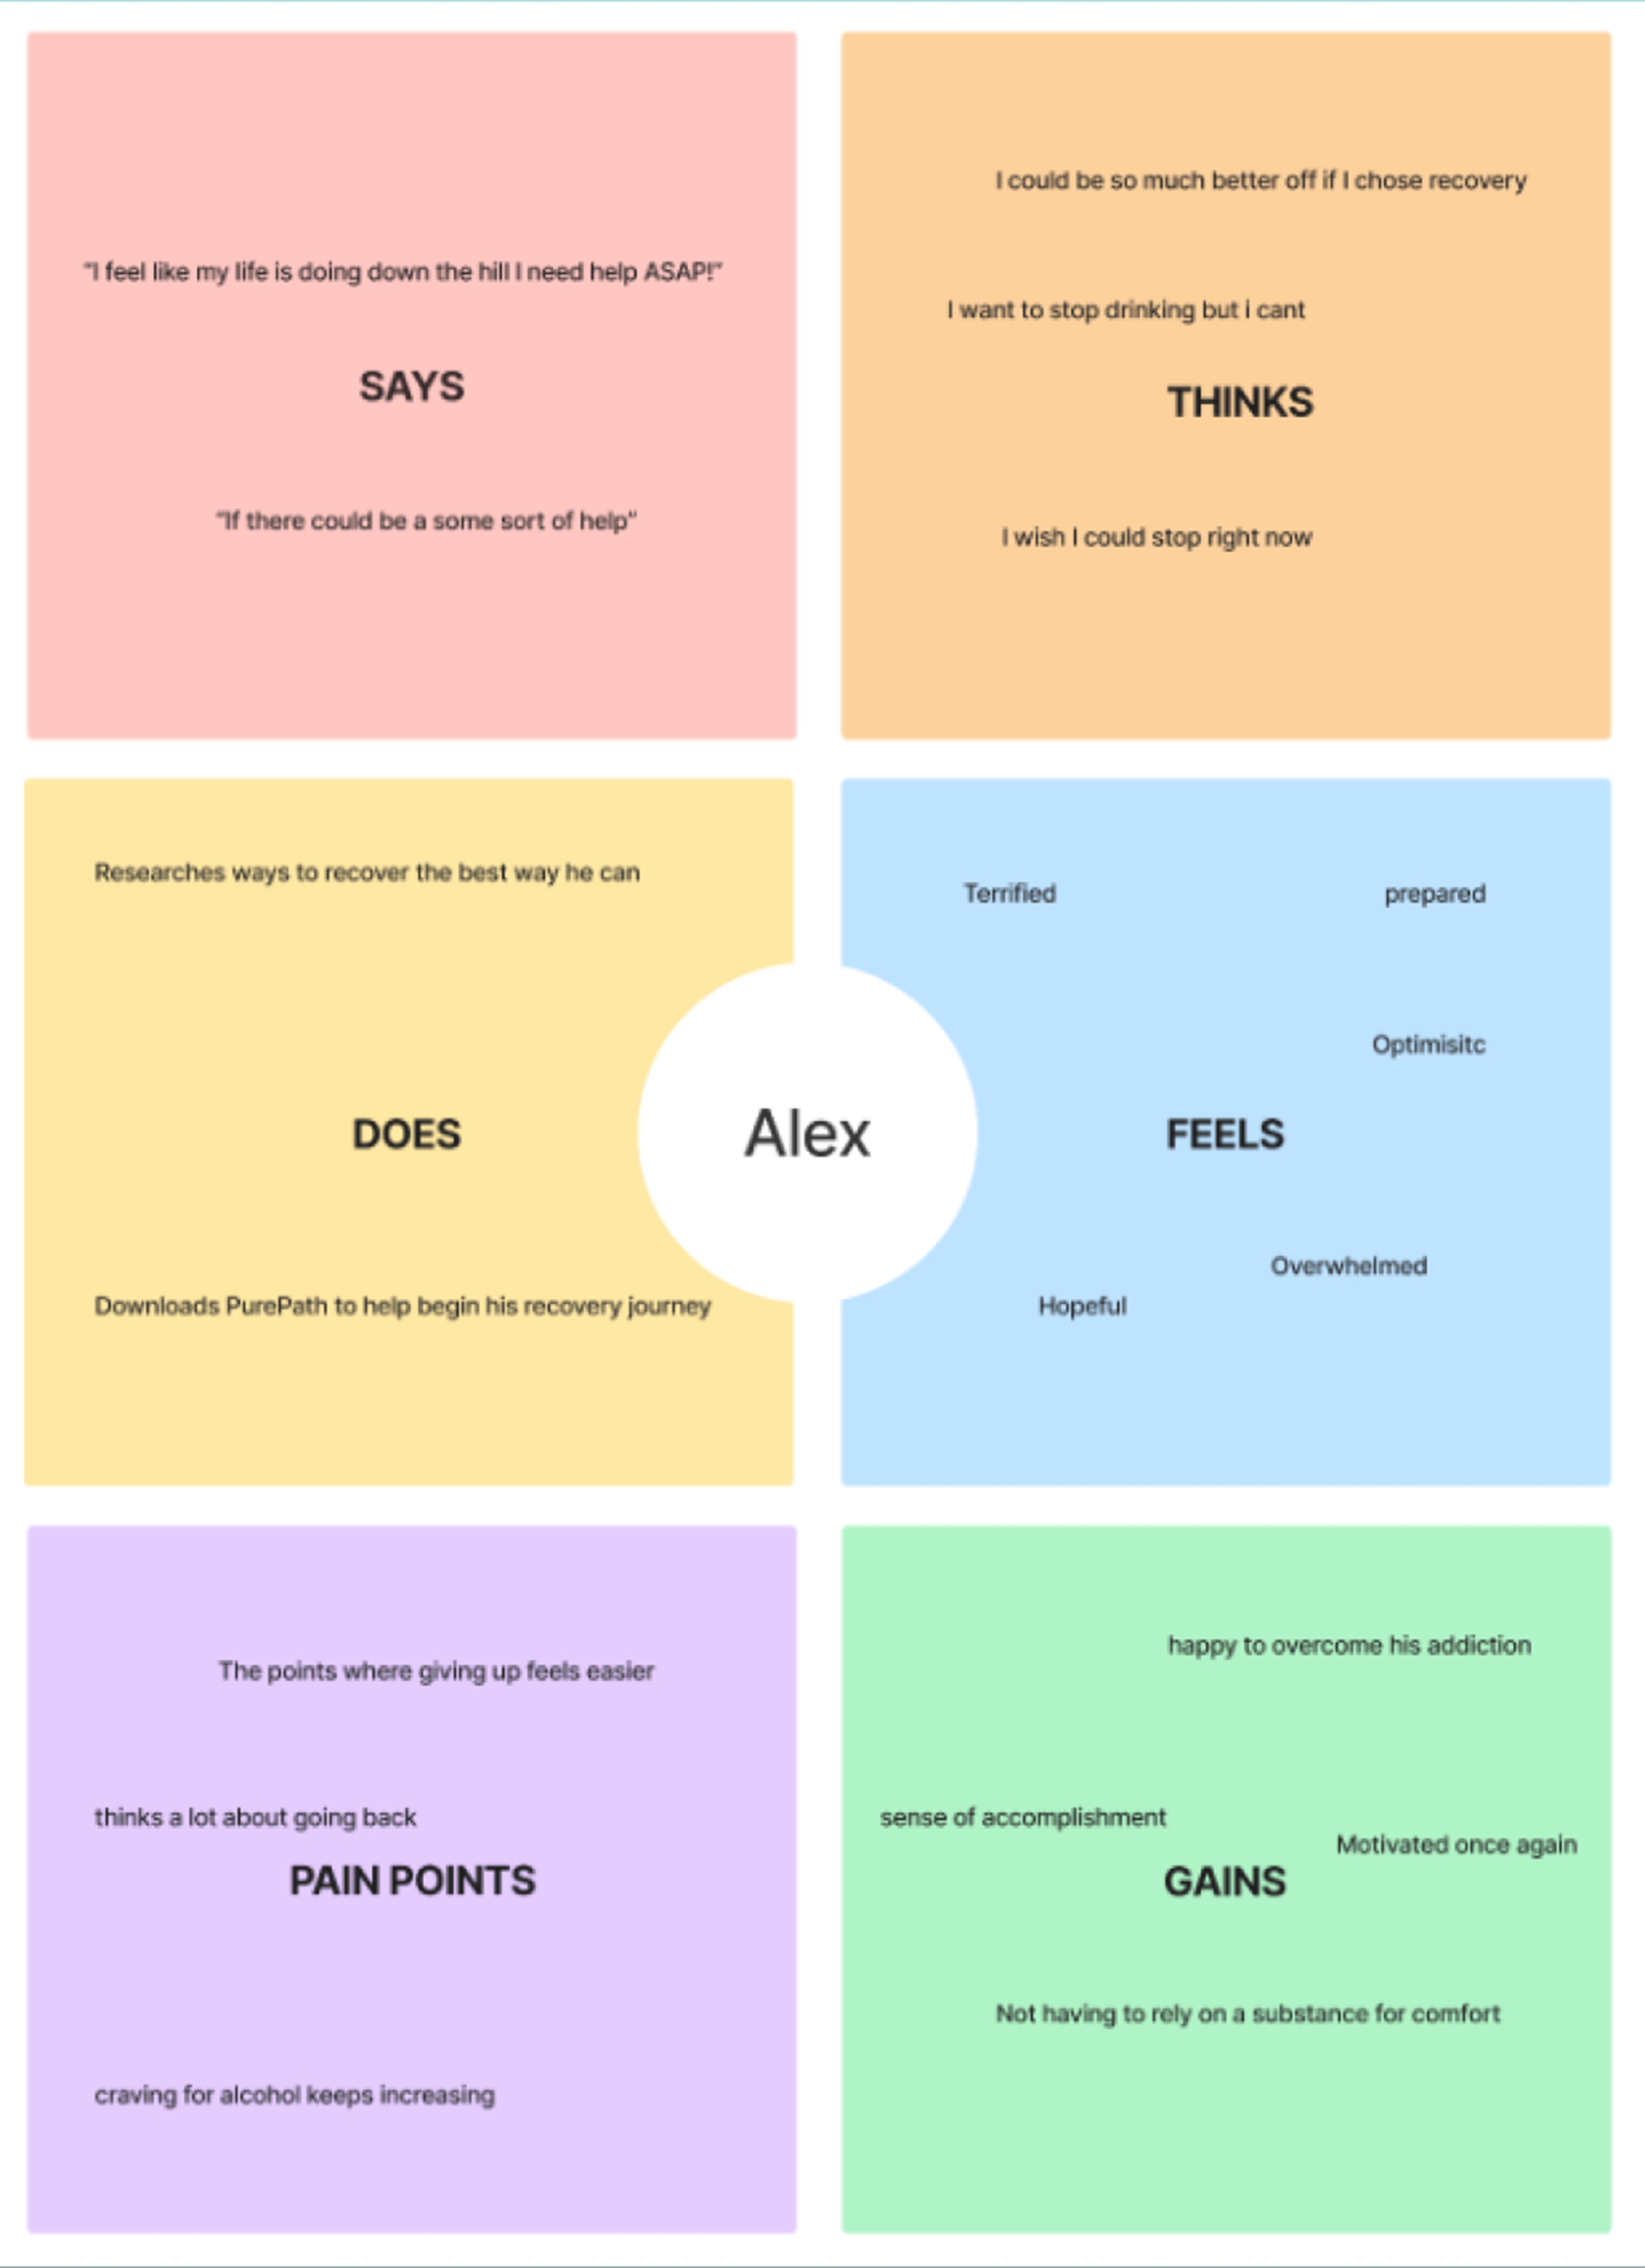 "I feel like my life is doing down the hill I need help ASAP!"
SAYS
"If there could be a some sort of help"
I could be so much better off if I chose recovery
I want to stop drinking but i cant
THINKS
I wish I could stop right now
Researches ways to recover the best way he can
DOES
Downloads PurePath to help begin his recovery journey
Alex
Terrified
prepared
Optimisitc
FEELS
Overwhelmed
Hopeful
The points where giving up feels easier
thinks a lot about going back
PAIN POINTS
craving for alcohol keeps increasing
happy to overcome his addiction
sense of accomplishment
Motivated once again
GAINS
Not having to rely on a substance for comfort